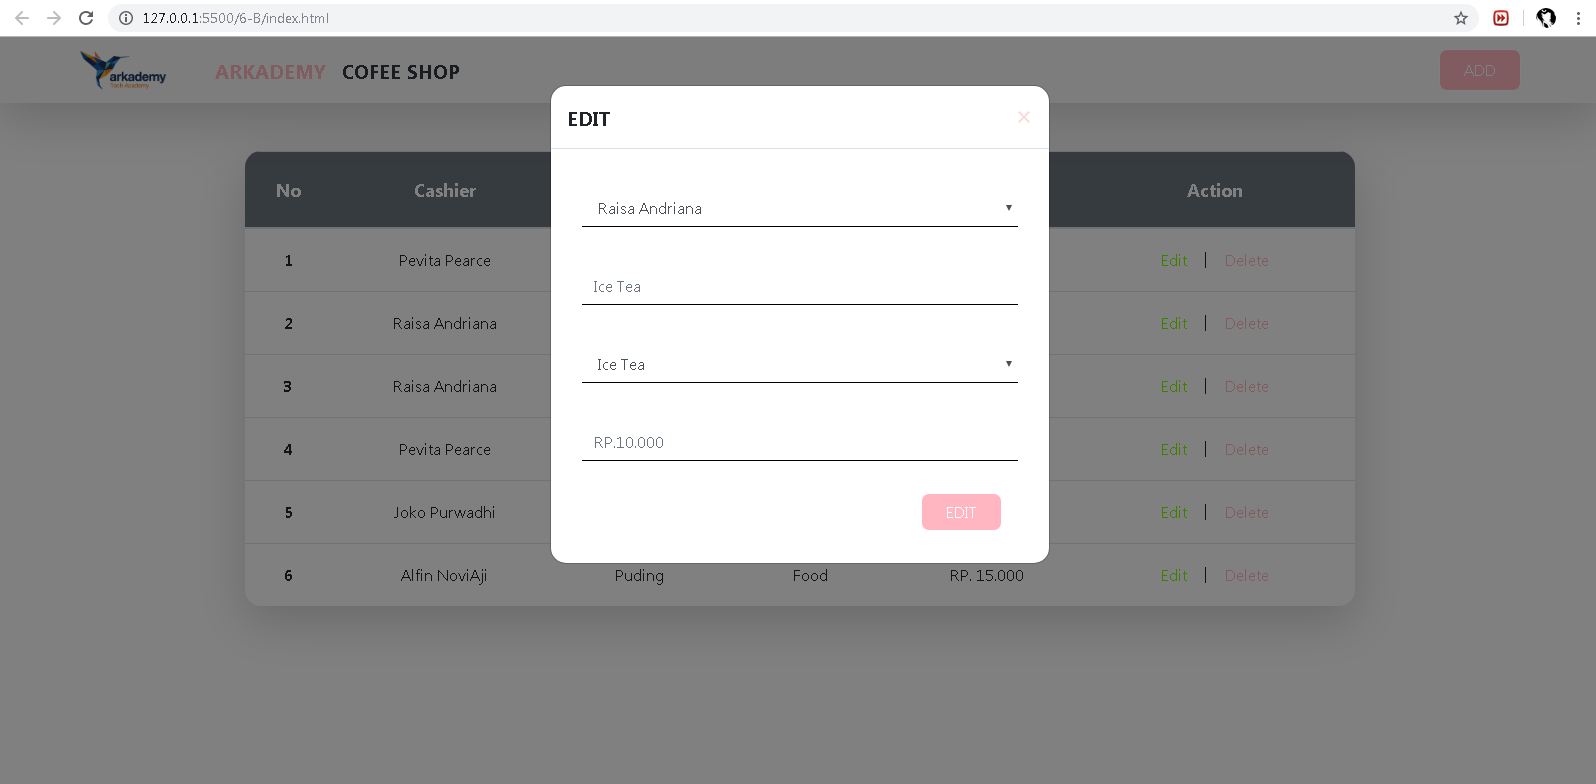 127.0.0.1:5500/6-B/index.html
arkademy
Tech Academy
ARKADEMY COFEE SHOP
ADD
EDIT ×
No Cashier Action
Raisa Andriana
1 Pevita Pearce Edit | Delete
Ice Tea
2 Raisa Andriana Edit | Delete
Ice Tea
3 Raisa Andriana Edit | Delete
RP.10.000
4 Pevita Pearce Edit | Delete
EDIT
5 Joko Purwadhi Edit | Delete
6 Alfin NoviAji Puding Food RP. 15.000 Edit | Delete